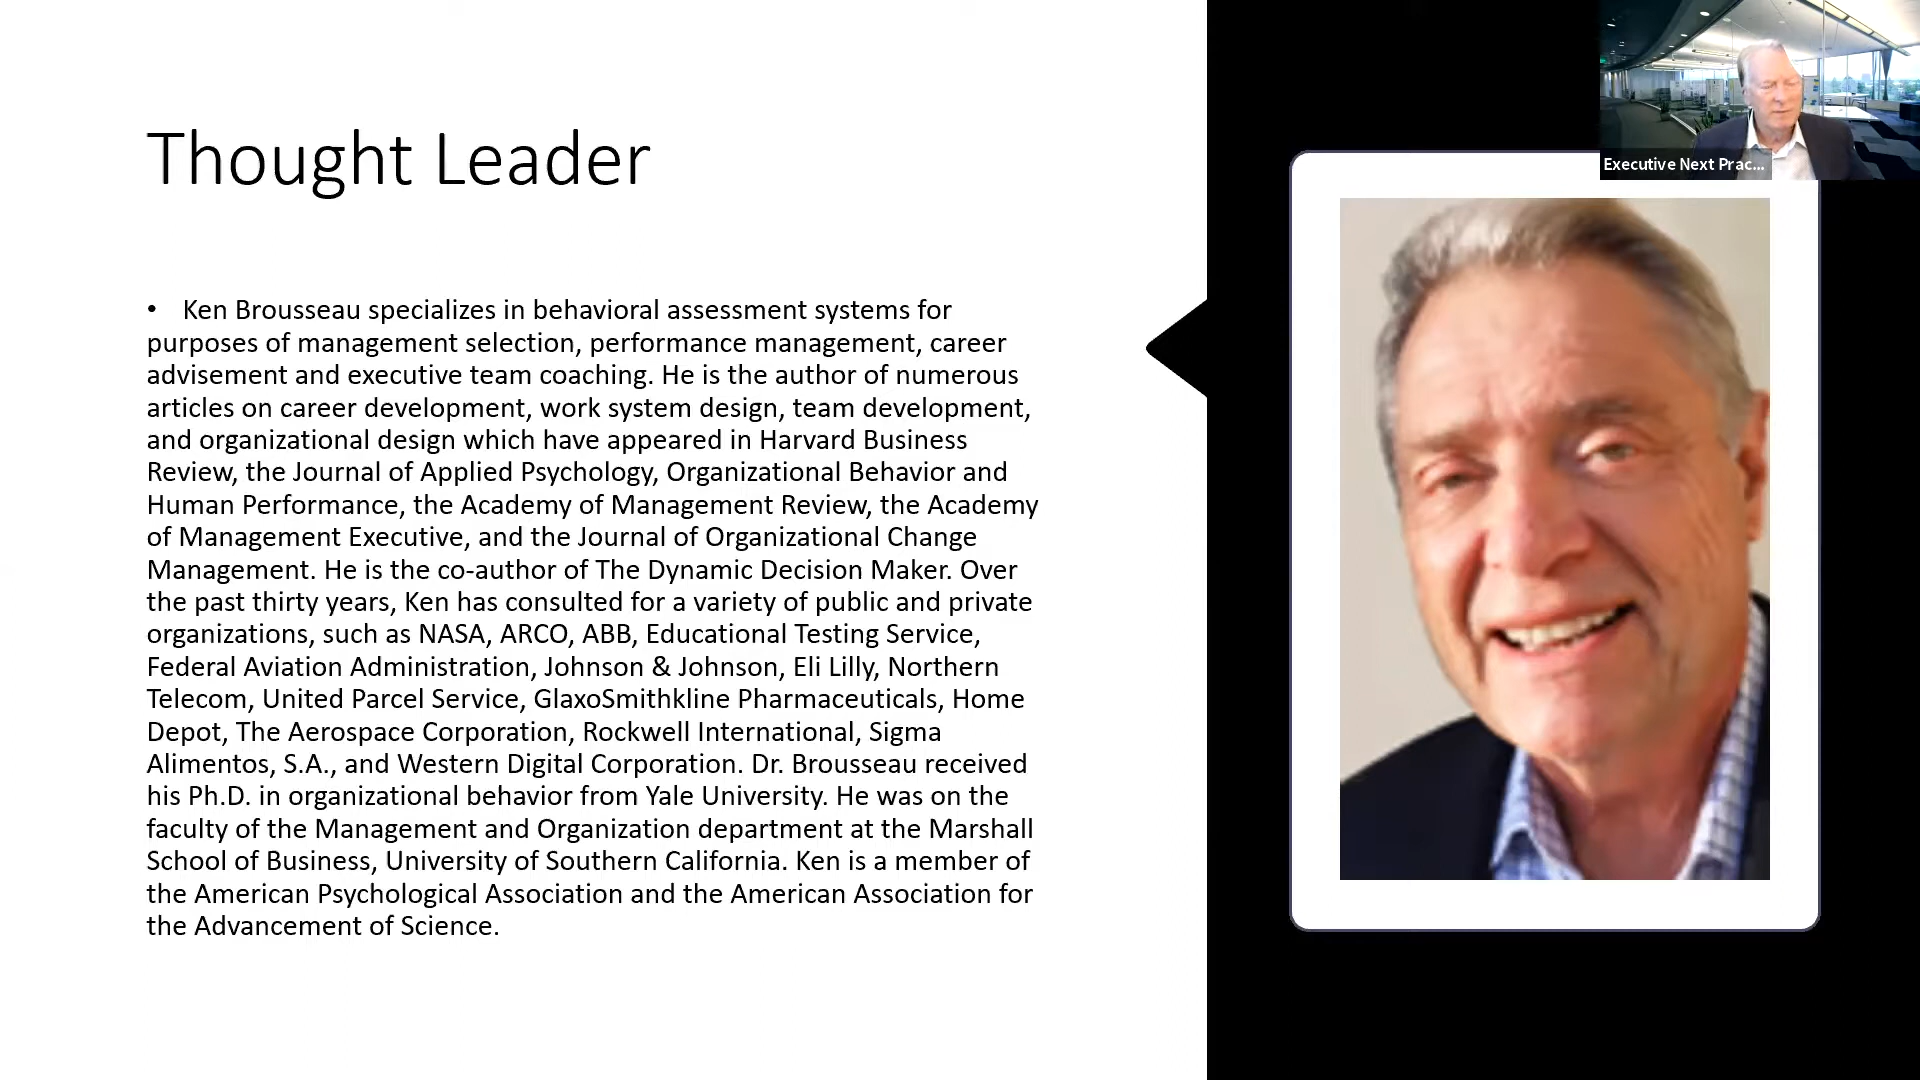 Thought Leader
• Ken Brousseau specializes in behavioral assessment systems for
purposes of management selection, performance management, career
advisement and executive team coaching. He is the author of numerous
articles on career development, work system design, team development,
and organizational design which have appeared in Harvard Business
Review, the Journal of Applied Psychology, Organizational Behavior and
Human Performance, the Academy of Management Review, the Academy
of Management Executive, and the Journal of Organizational Change
Management. He is the co-author of The Dynamic Decision Maker. Over
the past thirty years, Ken has consulted for a variety of public and private
organizations, such as NASA, ARCO, ABB, Educational Testing Service,
Federal Aviation Administration, Johnson & Johnson, Eli Lilly, Northern
Telecom, United Parcel Service, GlaxoSmithkline Pharmaceuticals, Home
Depot, The Aerospace Corporation, Rockwell International, Sigma
Alimentos, S.A., and Western Digital Corporation. Dr. Brousseau received
his Ph.D. in organizational behavior from Yale University. He was on the
faculty of the Management and Organization department at the Marshall
School of Business, University of Southern California. Ken is a member of
the American Psychological Association and the American Association for
the Advancement of Science.
Executive Next Prac...